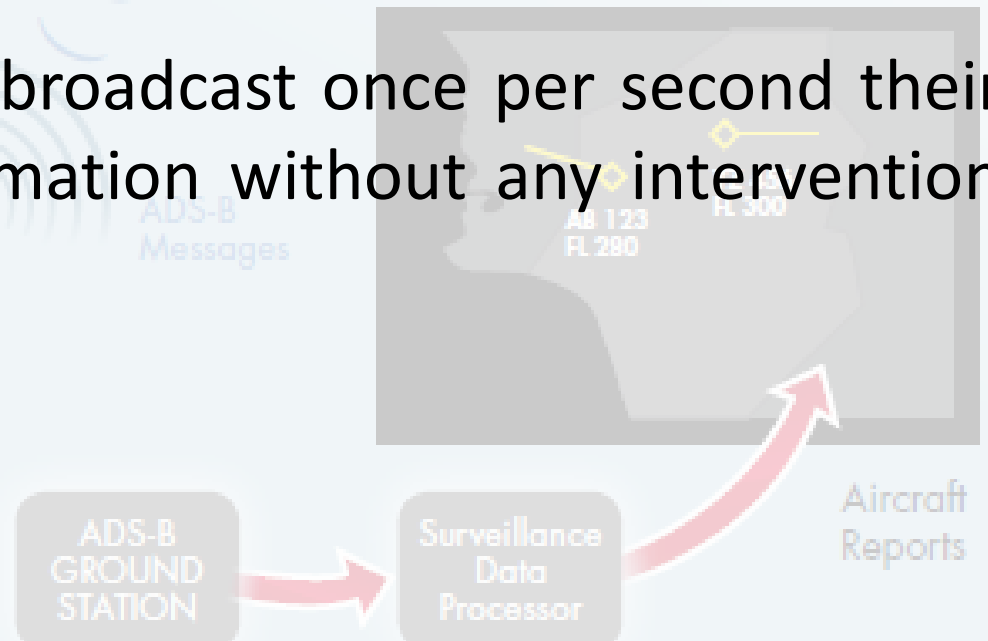 broadcast once per second their
mation without any intervention
ADS-B
Messages
AB 123
FL 280
FL 300
Aircraft
Reports
ADS-B
GROUND
STATION
Surveillance
Data
Processor